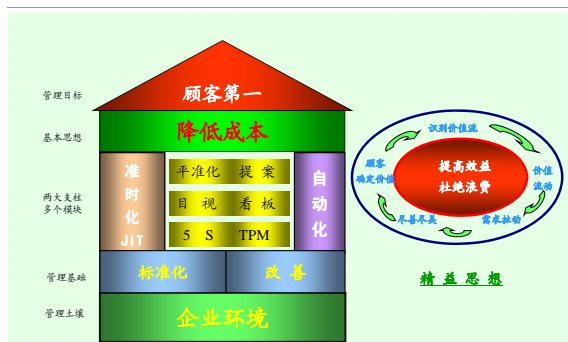 管理目标
顾客第一
基本思想
降低成本
两大支柱
多个模块
准时化JIT
平准化 提案
目视 看板
5 S TPM
自动化
管理基础
标准化
改善
管理土壤
企业环境
识别价值流
顾客
确定价值
提高效益
杜绝浪费
价值
流动
尽善尽美
需求拉动
精益思想